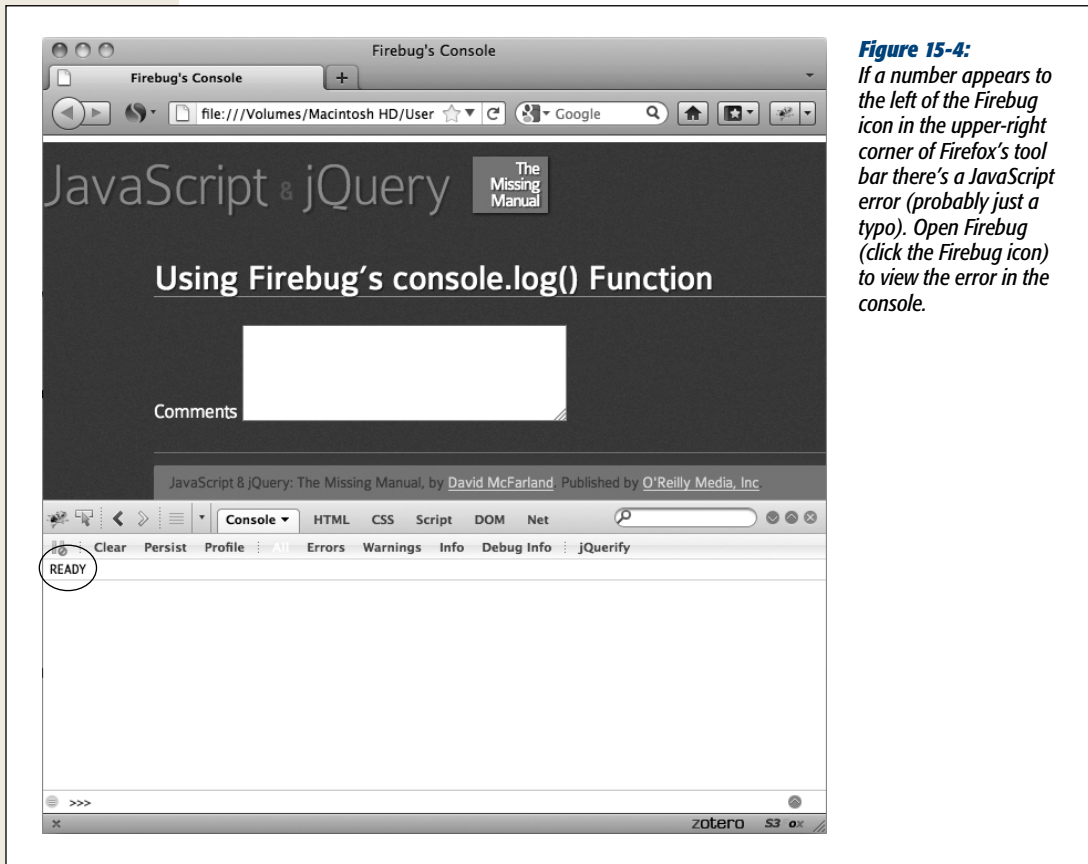 Firebug's Console
Firebug's Console
+
file:///Volumes/Macintosh HD/User
Google
JavaScript & jQuery
The
Missing
Manual
Using Firebug's console.log() Function
Comments
JavaScript & jQuery: The Missing Manual, by David McFarland. Published by O'Reilly Media, Inc.
Console HTML CSS Script DOM Net
Clear Persist Profile All Errors Warnings Info Debug Info jQuerify
READY
>>>
zotero S3 ox
Figure 15-4:
If a number appears to
the left of the Firebug
icon in the upper-right
corner of Firefox's tool
bar there's a JavaScript
error (probably just a
typo). Open Firebug
(click the Firebug icon)
to view the error in the
console.